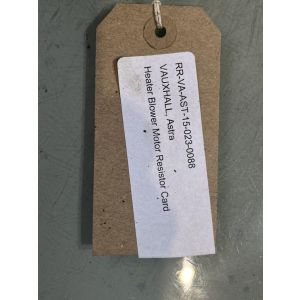 RR-VA-AST-15-023-0088
VAUXHALL, Astra
Heater Blower Motor Resistor Card